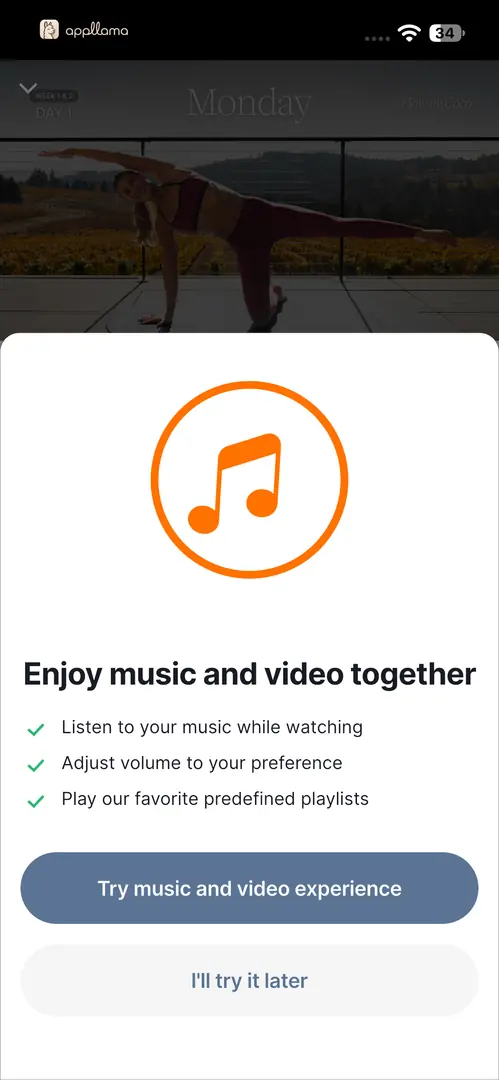 appllama
34
Monday
DAY 1
Enjoy music and video together
Listen to your music while watching
Adjust volume to your preference
Play our favorite predefined playlists
Try music and video experience
I'll try it later